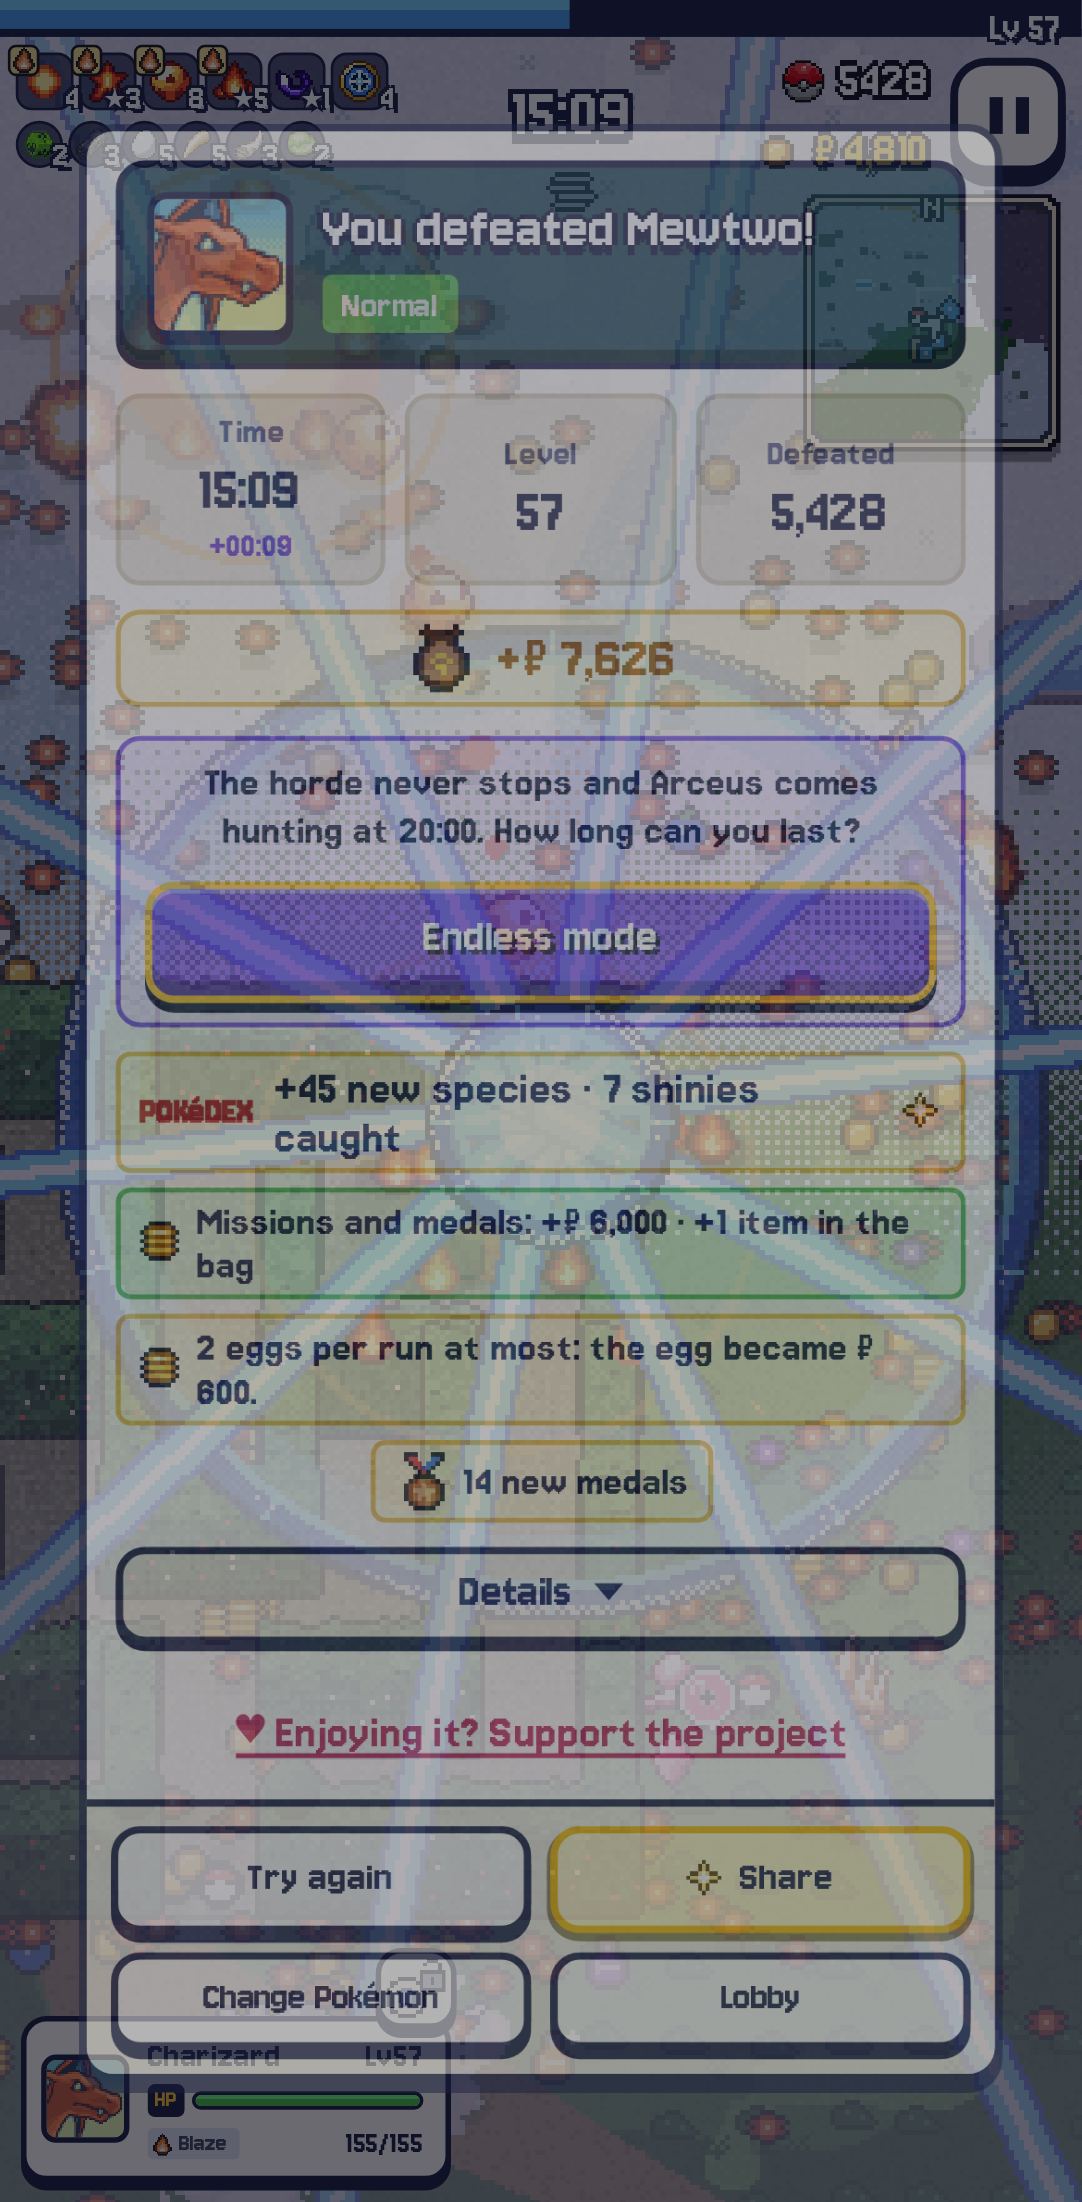 Lv.57
4 ★3 8 ★5 ★1 4
15:09
5428
2 3 5 5 3 2
₽ 4,810
N
You defeated Mewtwo!
Normal
Time
15:09
+00:09
Level
57
Defeated
5,428
+₽ 7,626
The horde never stops and Arceus comes
hunting at 20:00. How long can you last?
Endless mode
POKéDEX
+45 new species · 7 shinies
caught
Missions and medals: +₽ 6,000 · +1 item in the
bag
2 eggs per run at most: the egg became ₽
600.
14 new medals
Details
Enjoying it? Support the project
Try again
Share
Change Pokémon
Lobby
Charizard Lv57
HP
Blaze 155/155